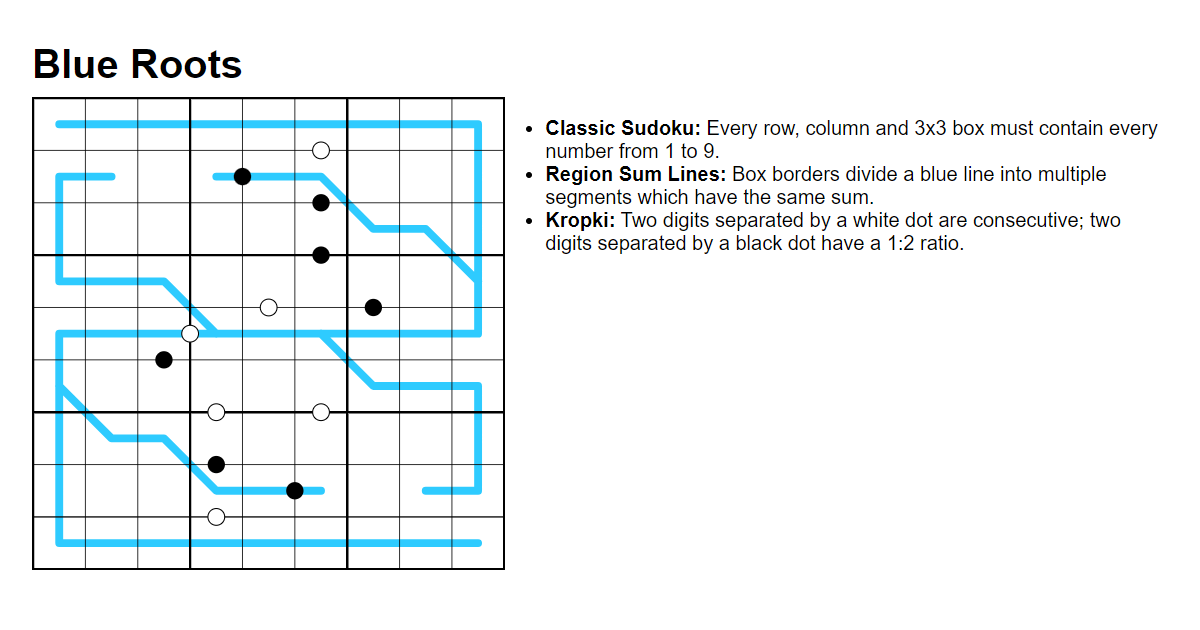 Blue Roots
Classic Sudoku: Every row, column and 3x3 box must contain every
number from 1 to 9.
Region Sum Lines: Box borders divide a blue line into multiple
segments which have the same sum.
Kropki: Two digits separated by a white dot are consecutive; two
digits separated by a black dot have a 1:2 ratio.